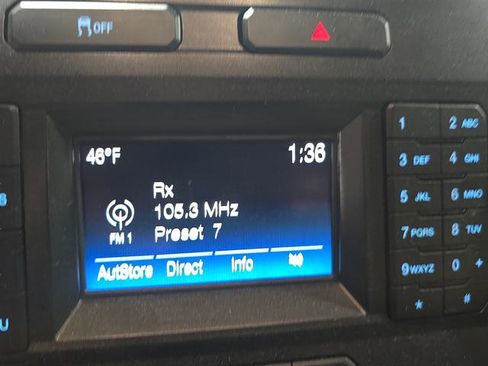 OFF
46°F 1:36
Rx
105.3 MHz
FM 1 Preset 7
AutStore Direct Info
1 2 ABC
3 DEF 4 GHI
5 JKL 6 MNO
7 PQRS 8 TUV
9 WXYZ 0 +
* #
U